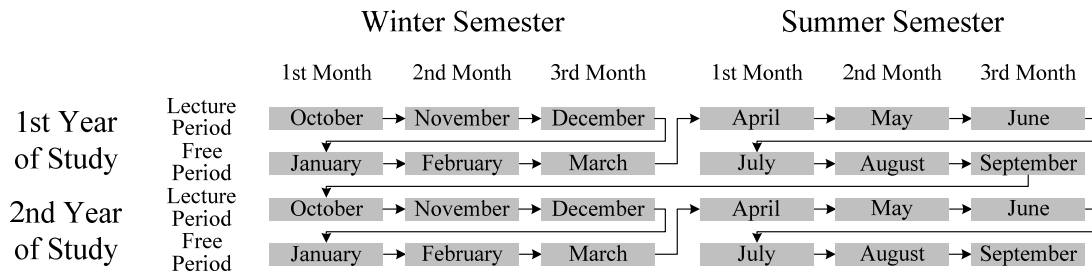 Winter Semester Summer Semester
1st Month 2nd Month 3rd Month 1st Month 2nd Month 3rd Month
1st Year
of Study
Lecture
Period
October November December April May June
Free
Period
January February March July August September
2nd Year
of Study
Lecture
Period
October November December April May June
Free
Period
January February March July August September